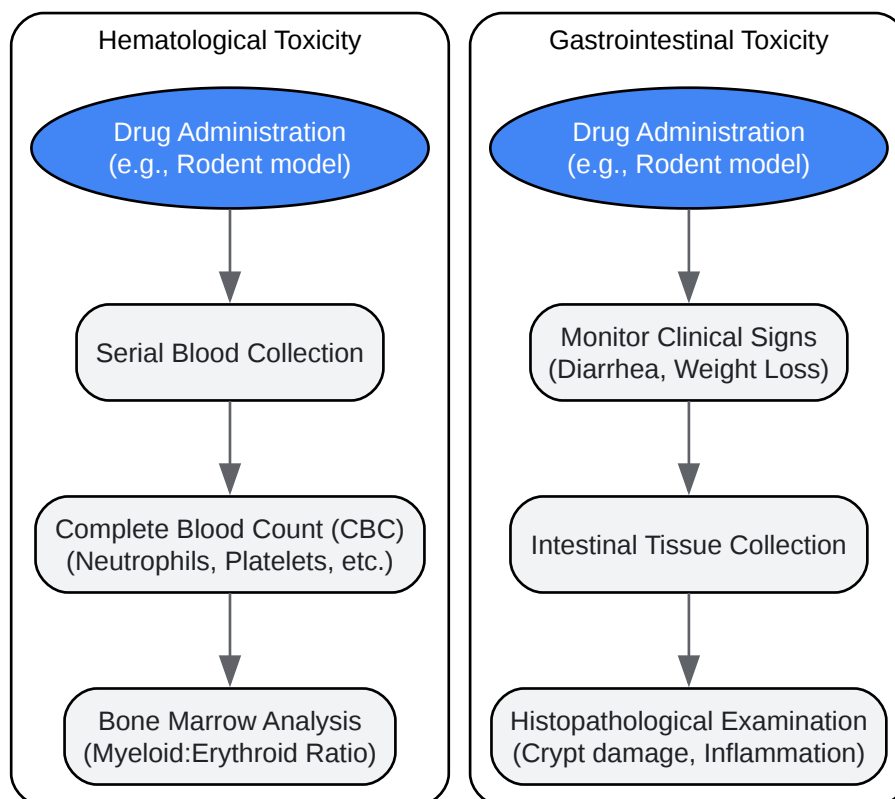 Hematological Toxicity
Drug Administration
(e.g., Rodent model)
Serial Blood Collection
Complete Blood Count (CBC)
(Neutrophils, Platelets, etc.)
Bone Marrow Analysis
(Myeloid:Erythroid Ratio)
Gastrointestinal Toxicity
Drug Administration
(e.g., Rodent model)
Monitor Clinical Signs
(Diarrhea, Weight Loss)
Intestinal Tissue Collection
Histopathological Examination
(Crypt damage, Inflammation)